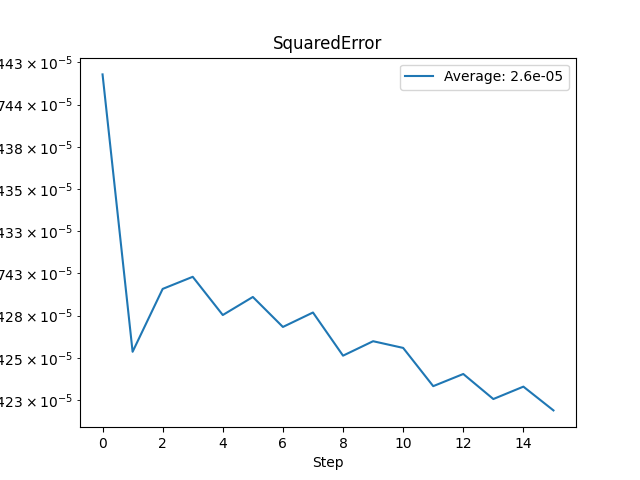 SquaredError
Average: 2.6e-05
443 × 10⁻⁵
744 × 10⁻⁵
438 × 10⁻⁵
435 × 10⁻⁵
433 × 10⁻⁵
743 × 10⁻⁵
428 × 10⁻⁵
425 × 10⁻⁵
423 × 10⁻⁵
0 2 4 6 8 10 12 14
Step